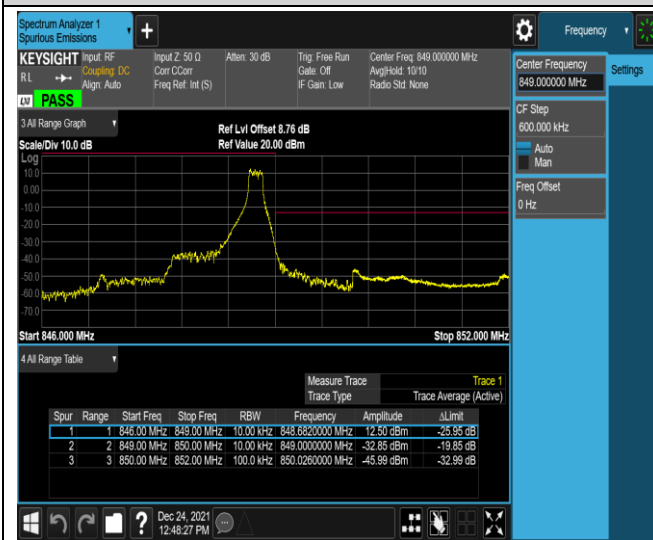 Spectrum Analyzer 1
Spurious Emissions
+
Frequency
KEYSIGHT Input: RF Input Z: 50 Ω Atten: 30 dB Trig: Free Run Center Freq: 849.000000 MHz
Coupling: DC Corr CCorr Gate: Off Avg|Hold: 10/10
R L Align: Auto Freq Ref: Int (S) IF Gain: Low Radio Std: None
LXI PASS
Center Frequency
849.000000 MHz
Settings
CF Step
600.000 kHz
Auto
Man
Freq Offset
0 Hz
3 All Range Graph
Ref Lvl Offset 8.76 dB
Scale/Div 10.0 dB Ref Value 20.00 dBm
Log
10.0
0.00
-10.0
-20.0
-30.0
-40.0
-50.0
-60.0
-70.0
Start 846.000 MHz Stop 852.000 MHz
4 All Range Table
Measure Trace Trace 1
Trace Type Trace Average (Active)
Spur Range Start Freq Stop Freq RBW Frequency Amplitude ΔLimit
1 1 846.00 MHz 849.00 MHz 10.00 kHz 848.6820000 MHz 12.50 dBm -25.95 dB
2 2 849.00 MHz 850.00 MHz 10.00 kHz 849.0000000 MHz -32.85 dBm -19.85 dB
3 3 850.00 MHz 852.00 MHz 100.0 kHz 850.0260000 MHz -45.99 dBm -32.99 dB
?
Dec 24, 2021
12:48:27 PM